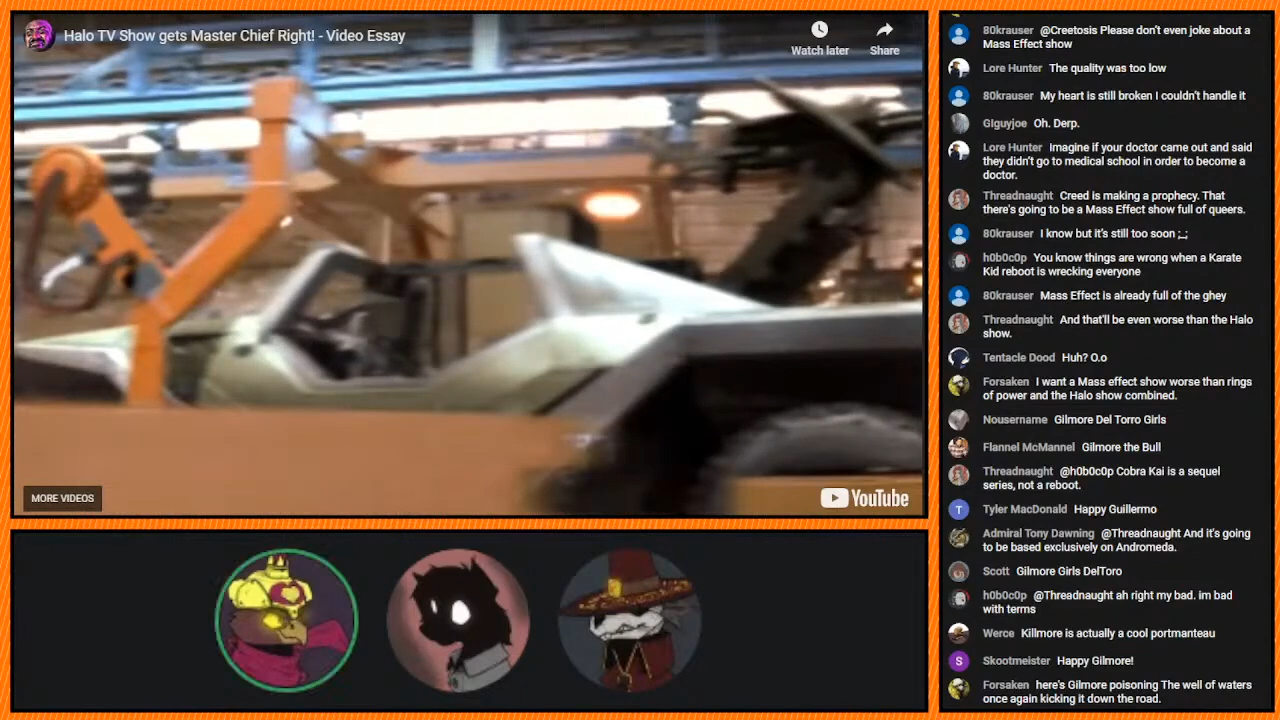 Halo TV Show gets Master Chief Right! - Video Essay
Watch later
Share
MORE VIDEOS
YouTube
80krauser @Creetosis Please don't even joke about a
Mass Effect show
Lore Hunter The quality was too low
80krauser My heart is still broken I couldn't handle it
GIguyjoe Oh. Derp.
Lore Hunter Imagine if your doctor came out and said
they didn't go to medical school in order to become a
doctor.
Threadnaught Creed is making a prophecy. That
there's going to be a Mass Effect show full of queers.
80krauser I know but it's still too soon ;_;
h0b0c0p You know things are wrong when a Karate
Kid reboot is wrecking everyone
80krauser Mass Effect is already full of the ghey
Threadnaught And that'll be even worse than the Halo
show.
Tentacle Dood Huh? O.o
Forsaken I want a Mass effect show worse than rings
of power and the Halo show combined.
Nousername Gilmore Del Torro Girls
Flannel McMannel Gilmore the Bull
Threadnaught @h0b0c0p Cobra Kai is a sequel
series, not a reboot.
T
Tyler MacDonald Happy Guillermo
Admiral Tony Dawning @Threadnaught And it's going
to be based exclusively on Andromeda.
Scott Gilmore Girls DelToro
h0b0c0p @Threadnaught ah right my bad. im bad
with terms
Werce Killmore is actually a cool portmanteau
S
Skootmeister Happy Gilmore!
Forsaken here's Gilmore poisoning The well of waters
once again kicking it down the road.